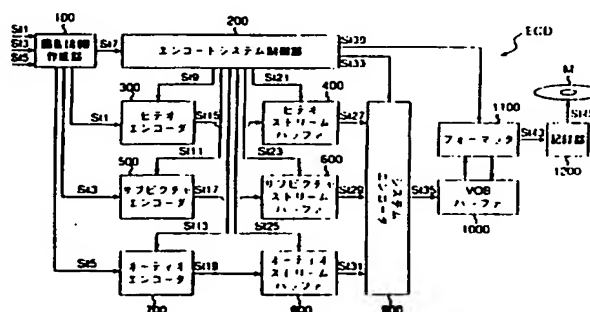 100
200
St1
St3
St5
St7
エンコードシステム制御器
St39
St33
ECD
300
St9
St21
400
M
St1
ビデオ
エンコーダ
St15
ビデオ
ストリーム
バッファ
St27
1100
フォーマッタ
St43
記録器
1200
500
St11
St23
600
St3
サブピクチャ
エンコーダ
St17
サブピクチャ
ストリーム
バッファ
St29
システム
エンコーダ
St35
VOB
バッファ
1000
St13
St25
St5
オーディオ
エンコーダ
St19
オーディオ
ストリーム
バッファ
St31
700
800
900